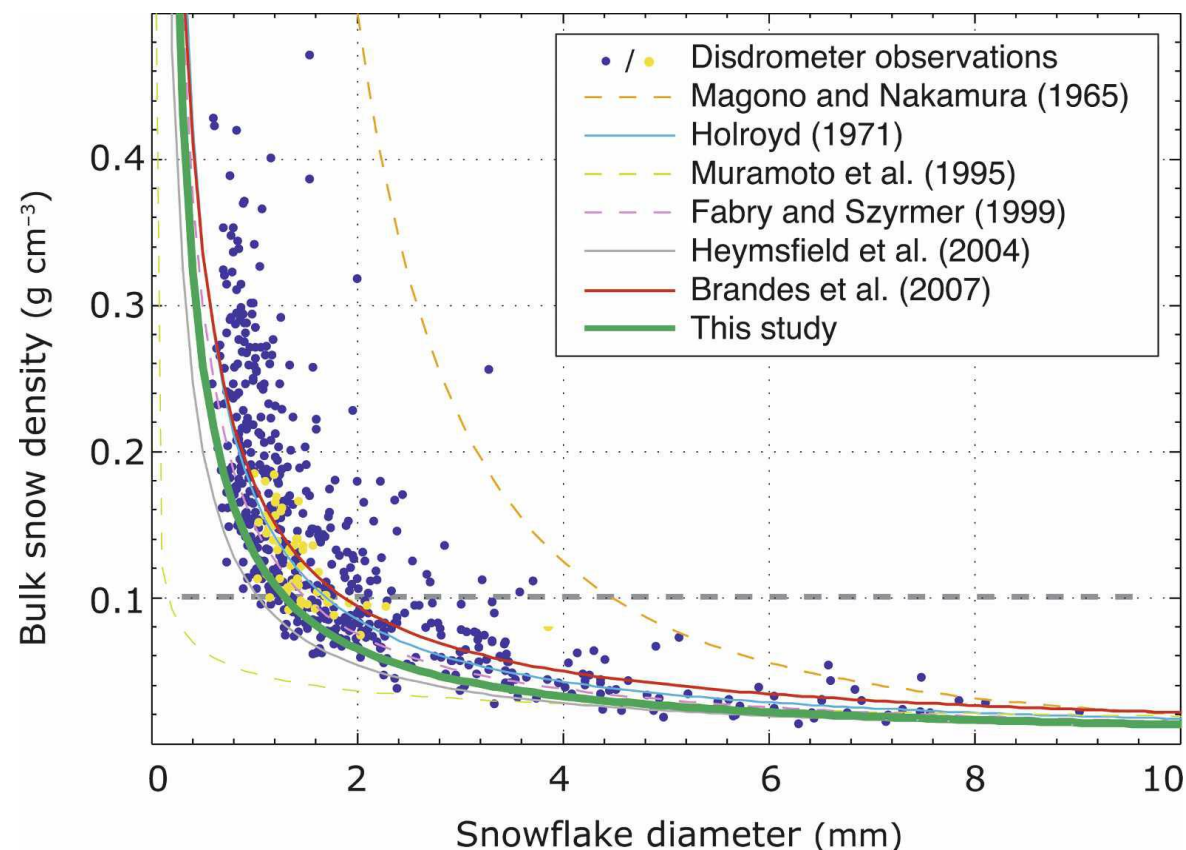 Disdrometer observations
/
Magono and Nakamura (1965)
Holroyd (1971)
Muramoto et al. (1995)
Fabry and Szyrmer (1999)
Heymsfield et al. (2004)
Brandes et al. (2007)
This study
Bulk snow density (g cm⁻³)
0.4
0.3
0.2
0.1
0 2 4 6 8 10
Snowflake diameter (mm)